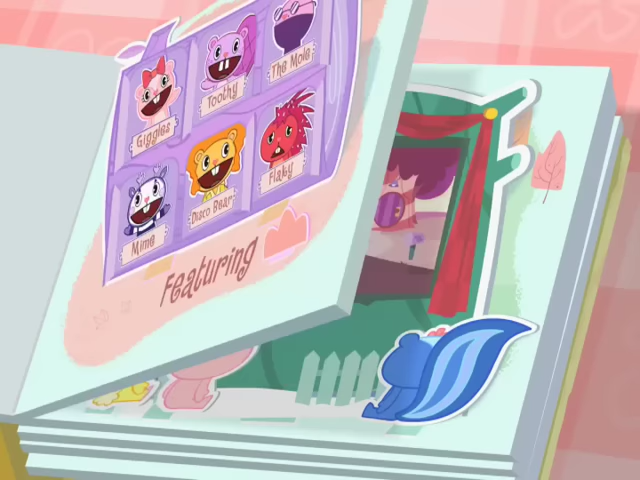 Giggles
Toothy
The Mole
Mime
Disco Bear
Flaky
Featuring